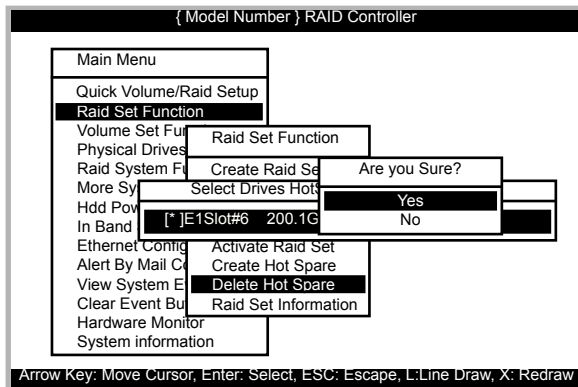 { Model Number } RAID Controller
Main Menu
Quick Volume/Raid Setup
Raid Set Function
Volume Set Fun
Physical Drives
Raid System Fu
More Sy
Hdd Pow
In Band
Ethernet Config
Alert By Mail Co
View System E
Clear Event Bu
Hardware Monitor
System information
Raid Set Function
Create Raid Se
Activate Raid Set
Create Hot Spare
Delete Hot Spare
Raid Set Information
Select Drives HotS
[* ]E1Slot#6 200.1G
Are you Sure?
Yes
No
Arrow Key: Move Cursor, Enter: Select, ESC: Escape, L:Line Draw, X: Redraw